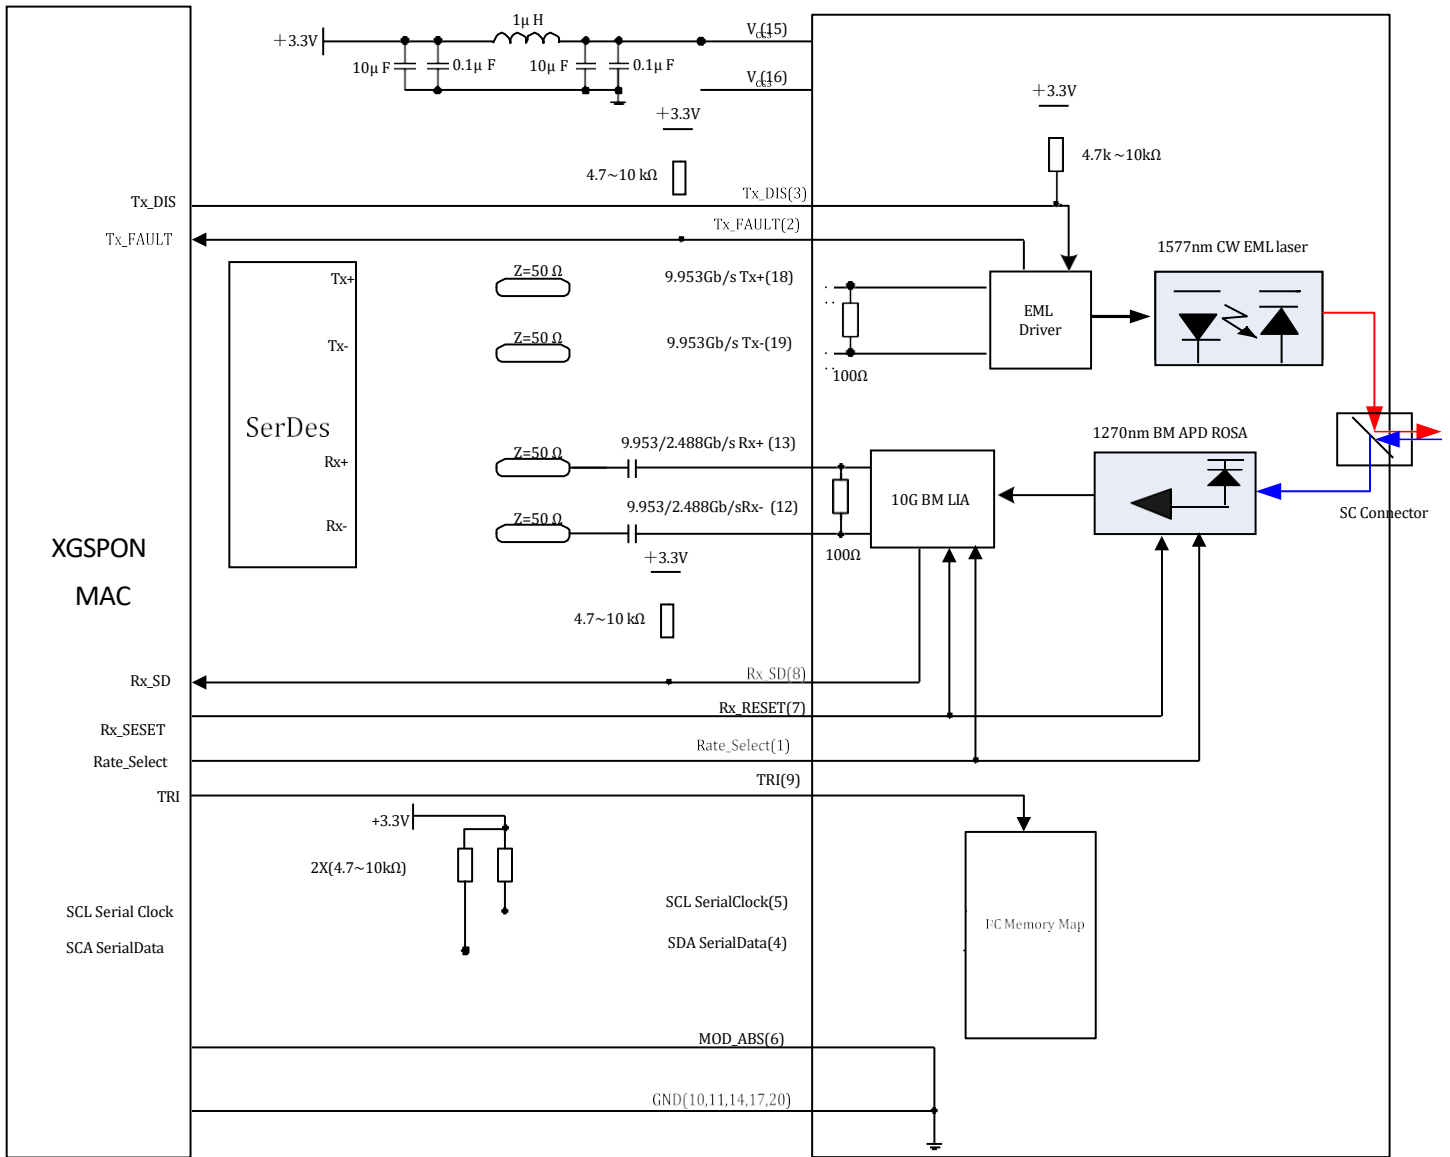 1μ H
+3.3V
10μ F
0.1μ F
10μ F
0.1μ F
V (15)
V (16)
+3.3V
+3.3V
4.7~10 kΩ
4.7k ~10kΩ
Tx_DIS
Tx_DIS(3)
Tx_FAULT
Tx_FAULT(2)
1577nm CW EML laser
Tx+
Z=50 Ω
9.953Gb/s Tx+(18)
EML
Driver
Tx-
Z=50 Ω
9.953Gb/s Tx-(19)
100Ω
SerDes
Rx+
Z=50 Ω
9.953/2.488Gb/s Rx+ (13)
1270nm BM APD ROSA
10G BM LIA
SC Connector
Rx-
Z=50 Ω
9.953/2.488Gb/sRx- (12)
100Ω
+3.3V
XGSPON
MAC
4.7~10 kΩ
Rx_SD
Rx_SD(8)
Rx_SESET
Rx_RESET(7)
Rate_Select
Rate_Select(1)
TRI
TRI(9)
+3.3V
2X(4.7~10kΩ)
SCL Serial Clock
SCL SerialClock(5)
I²C Memory Map
SCA SerialData
SDA SerialData(4)
MOD_ABS(6)
GND(10,11,14,17,20)